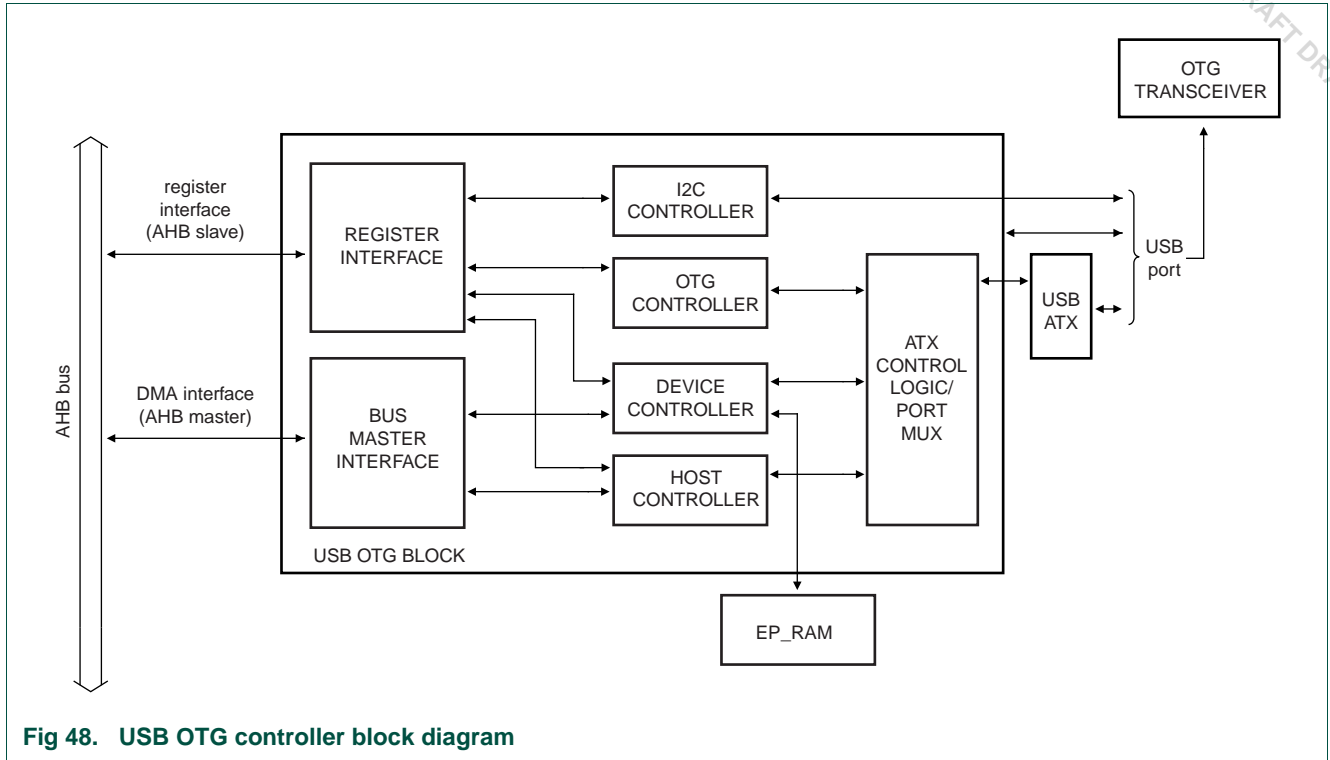 OTG
TRANSCEIVER
register
interface
(AHB slave)
REGISTER
INTERFACE
I2C
CONTROLLER
OTG
CONTROLLER
USB
port
USB
ATX
ATX
CONTROL
LOGIC/
PORT
MUX
AHB bus
DMA interface
(AHB master)
BUS
MASTER
INTERFACE
DEVICE
CONTROLLER
HOST
CONTROLLER
USB OTG BLOCK
EP_RAM
Fig 48. USB OTG controller block diagram